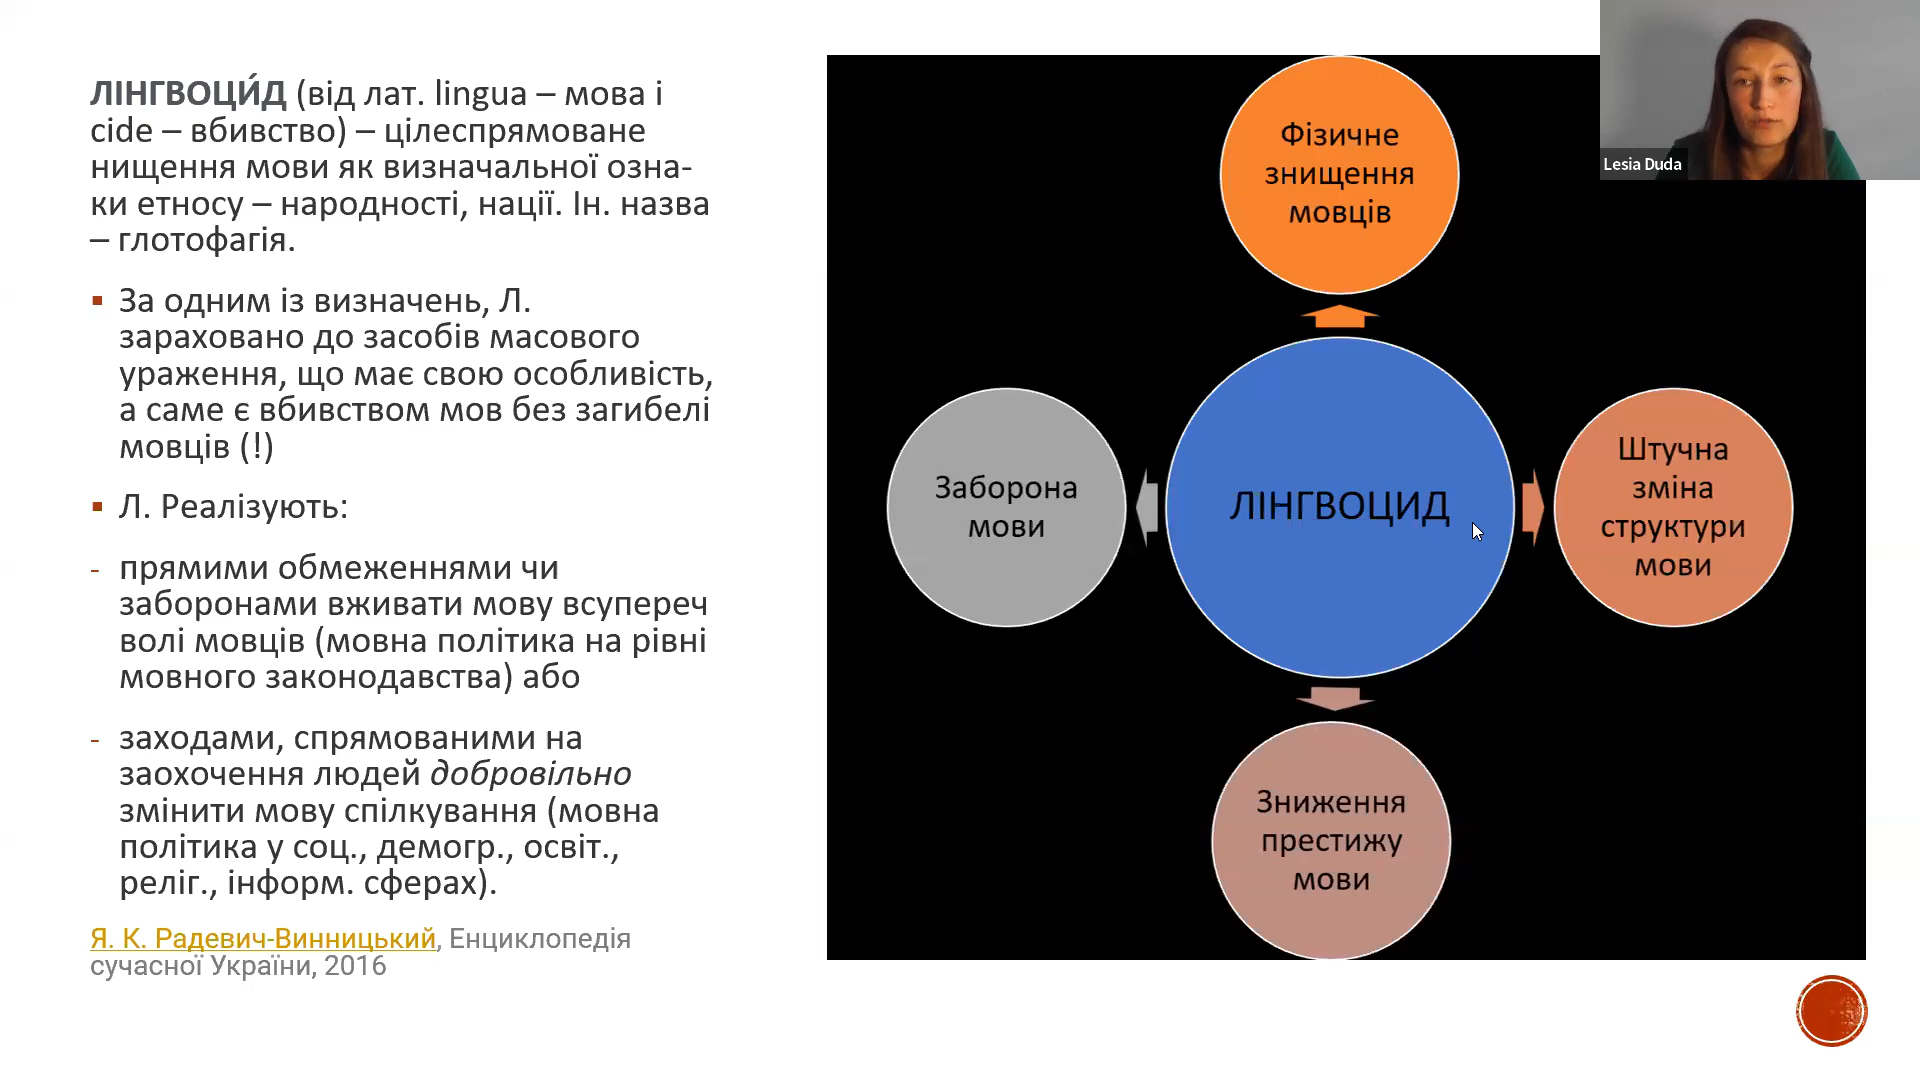 ЛІНГВОЦИ́Д (від лат. lingua – мова і
cide – вбивство) – цілеспрямоване
нищення мови як визначальної озна-
ки етносу – народності, нації. Ін. назва
– глотофагія.
▪ За одним із визначень, Л.
зараховано до засобів масового
ураження, що має свою особливість,
а саме є вбивством мов без загибелі
мовців (!)
▪ Л. Реалізують:
- прямими обмеженнями чи
заборонами вживати мову всупереч
волі мовців (мовна політика на рівні
мовного законодавства) або
- заходами, спрямованими на
заохочення людей добровільно
змінити мову спілкування (мовна
політика у соц., демогр., освіт.,
реліг., інформ. сферах).
Я. К. Радевич-Винницький, Енциклопедія
сучасної України, 2016
Фізичне
знищення
мовців
Заборона
мови
ЛІНГВОЦИД
Штучна
зміна
структури
мови
Зниження
престижу
мови
Lesia Duda